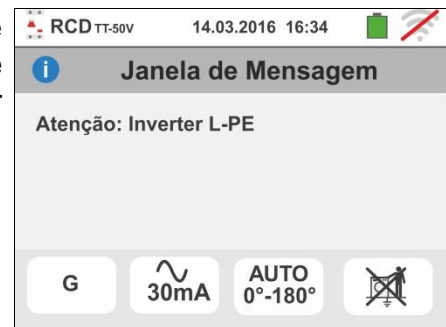 RCD TT-50V 14.03.2016 16:34
i Janela de Mensagem
Atenção: Inverter L-PE
G 30mA AUTO
0°-180°